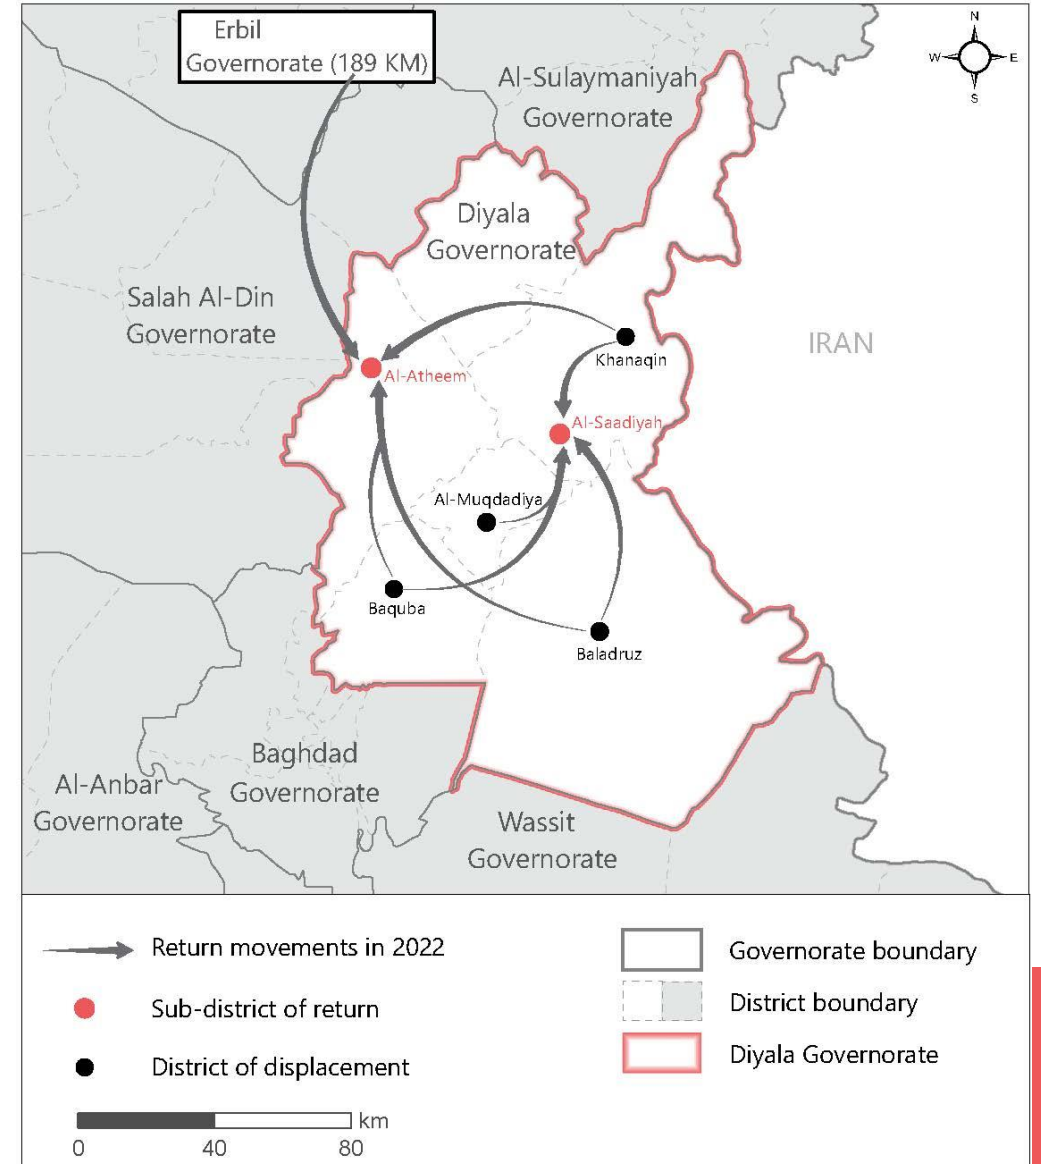 Erbil
Governorate (189 KM)
N
W
E
S
Al-Sulaymaniyah
Governorate
Diyala
Governorate
Salah Al-Din
Governorate
IRAN
Khanaqin
Al-Atheem
Al-Saadiyah
Al-Muqdadiya
Baquba
Baladruz
Baghdad
Governorate
Al-Anbar
Governorate
Wassit
Governorate
Return movements in 2022
Sub-district of return
District of displacement
km
0
40
80
Governorate boundary
District boundary
Diyala Governorate